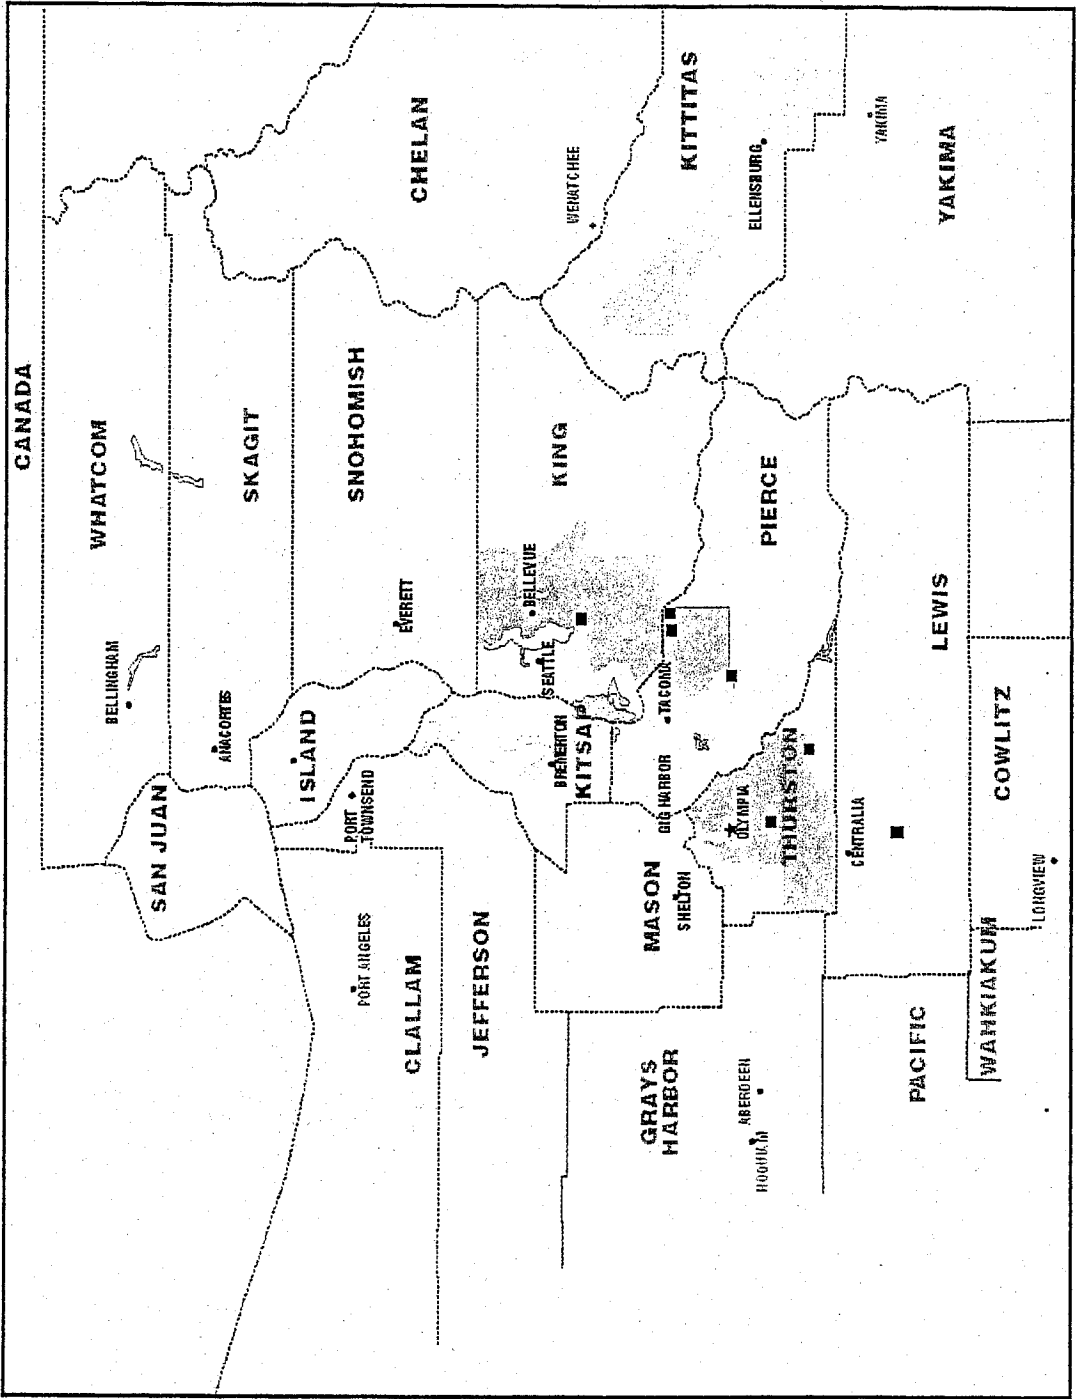 CANADA
WHATCOM
BELLINGHAM
SAN JUAN
SKAGIT
ANACORTES
ISLAND
SNOHOMISH
EVERETT
PORT
TOWNSEND
PORT ANGELES
CLALLAM
CHELAN
JEFFERSON
KING
BELLEVUE
SEATTLE
BREMERTON
KITSAP
WENATCHEE
KITTITAS
ELLENSBURG
TACOMA
GIG HARBOR
MASON
SHELTON
GRAYS
HARBOR
ABERDEEN
HOQUIAM
PIERCE
OLYMPIA
THURSTON
YAKIMA
YAKIMA
CENTRALIA
LEWIS
PACIFIC
COWLITZ
WAHKIAKUM
LONGVIEW